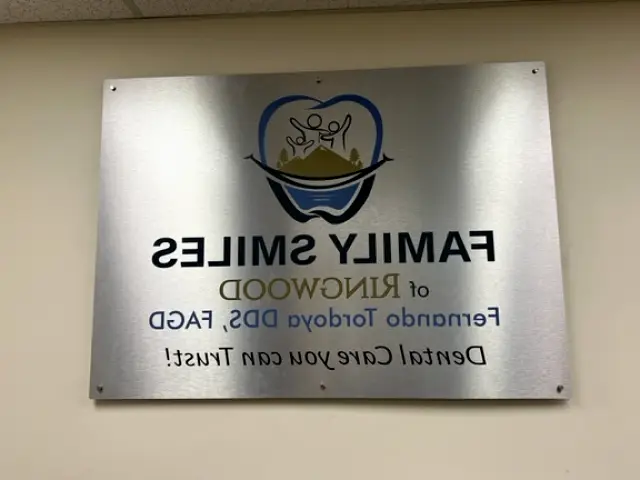 FAMILY SMILES
of RINGWOOD
Fernando Tordoya DDS, FAGD
Dental Care you can Trust!